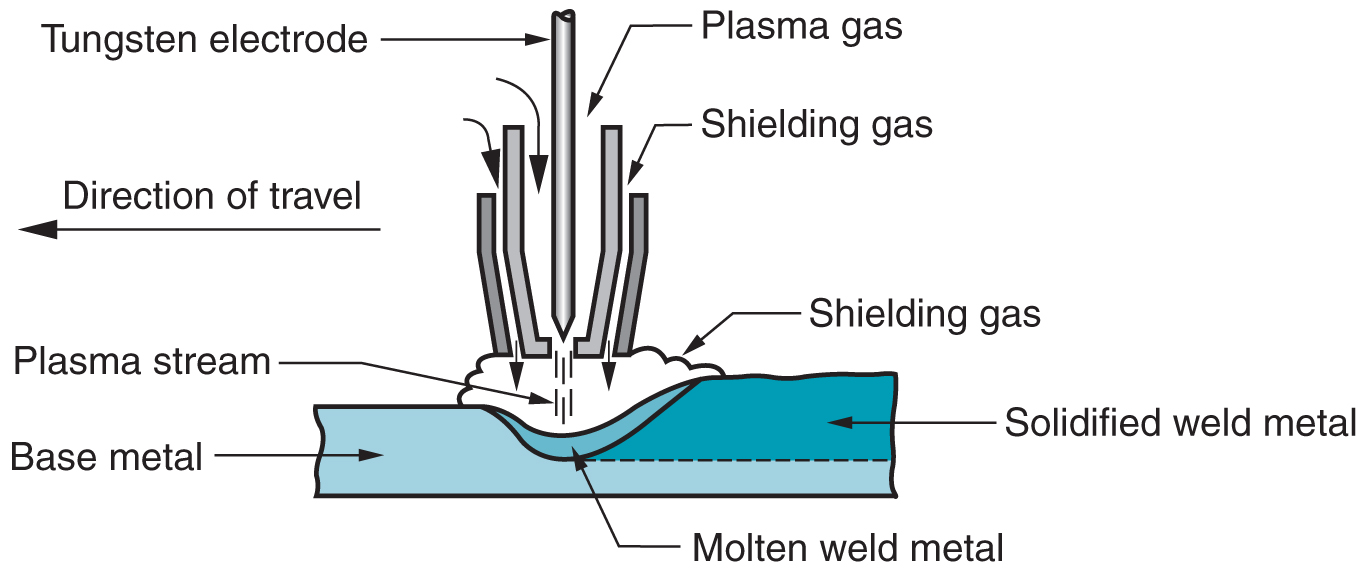 Tungsten electrode
Plasma gas
Shielding gas
Direction of travel
Shielding gas
Plasma stream
Solidified weld metal
Base metal
Molten weld metal